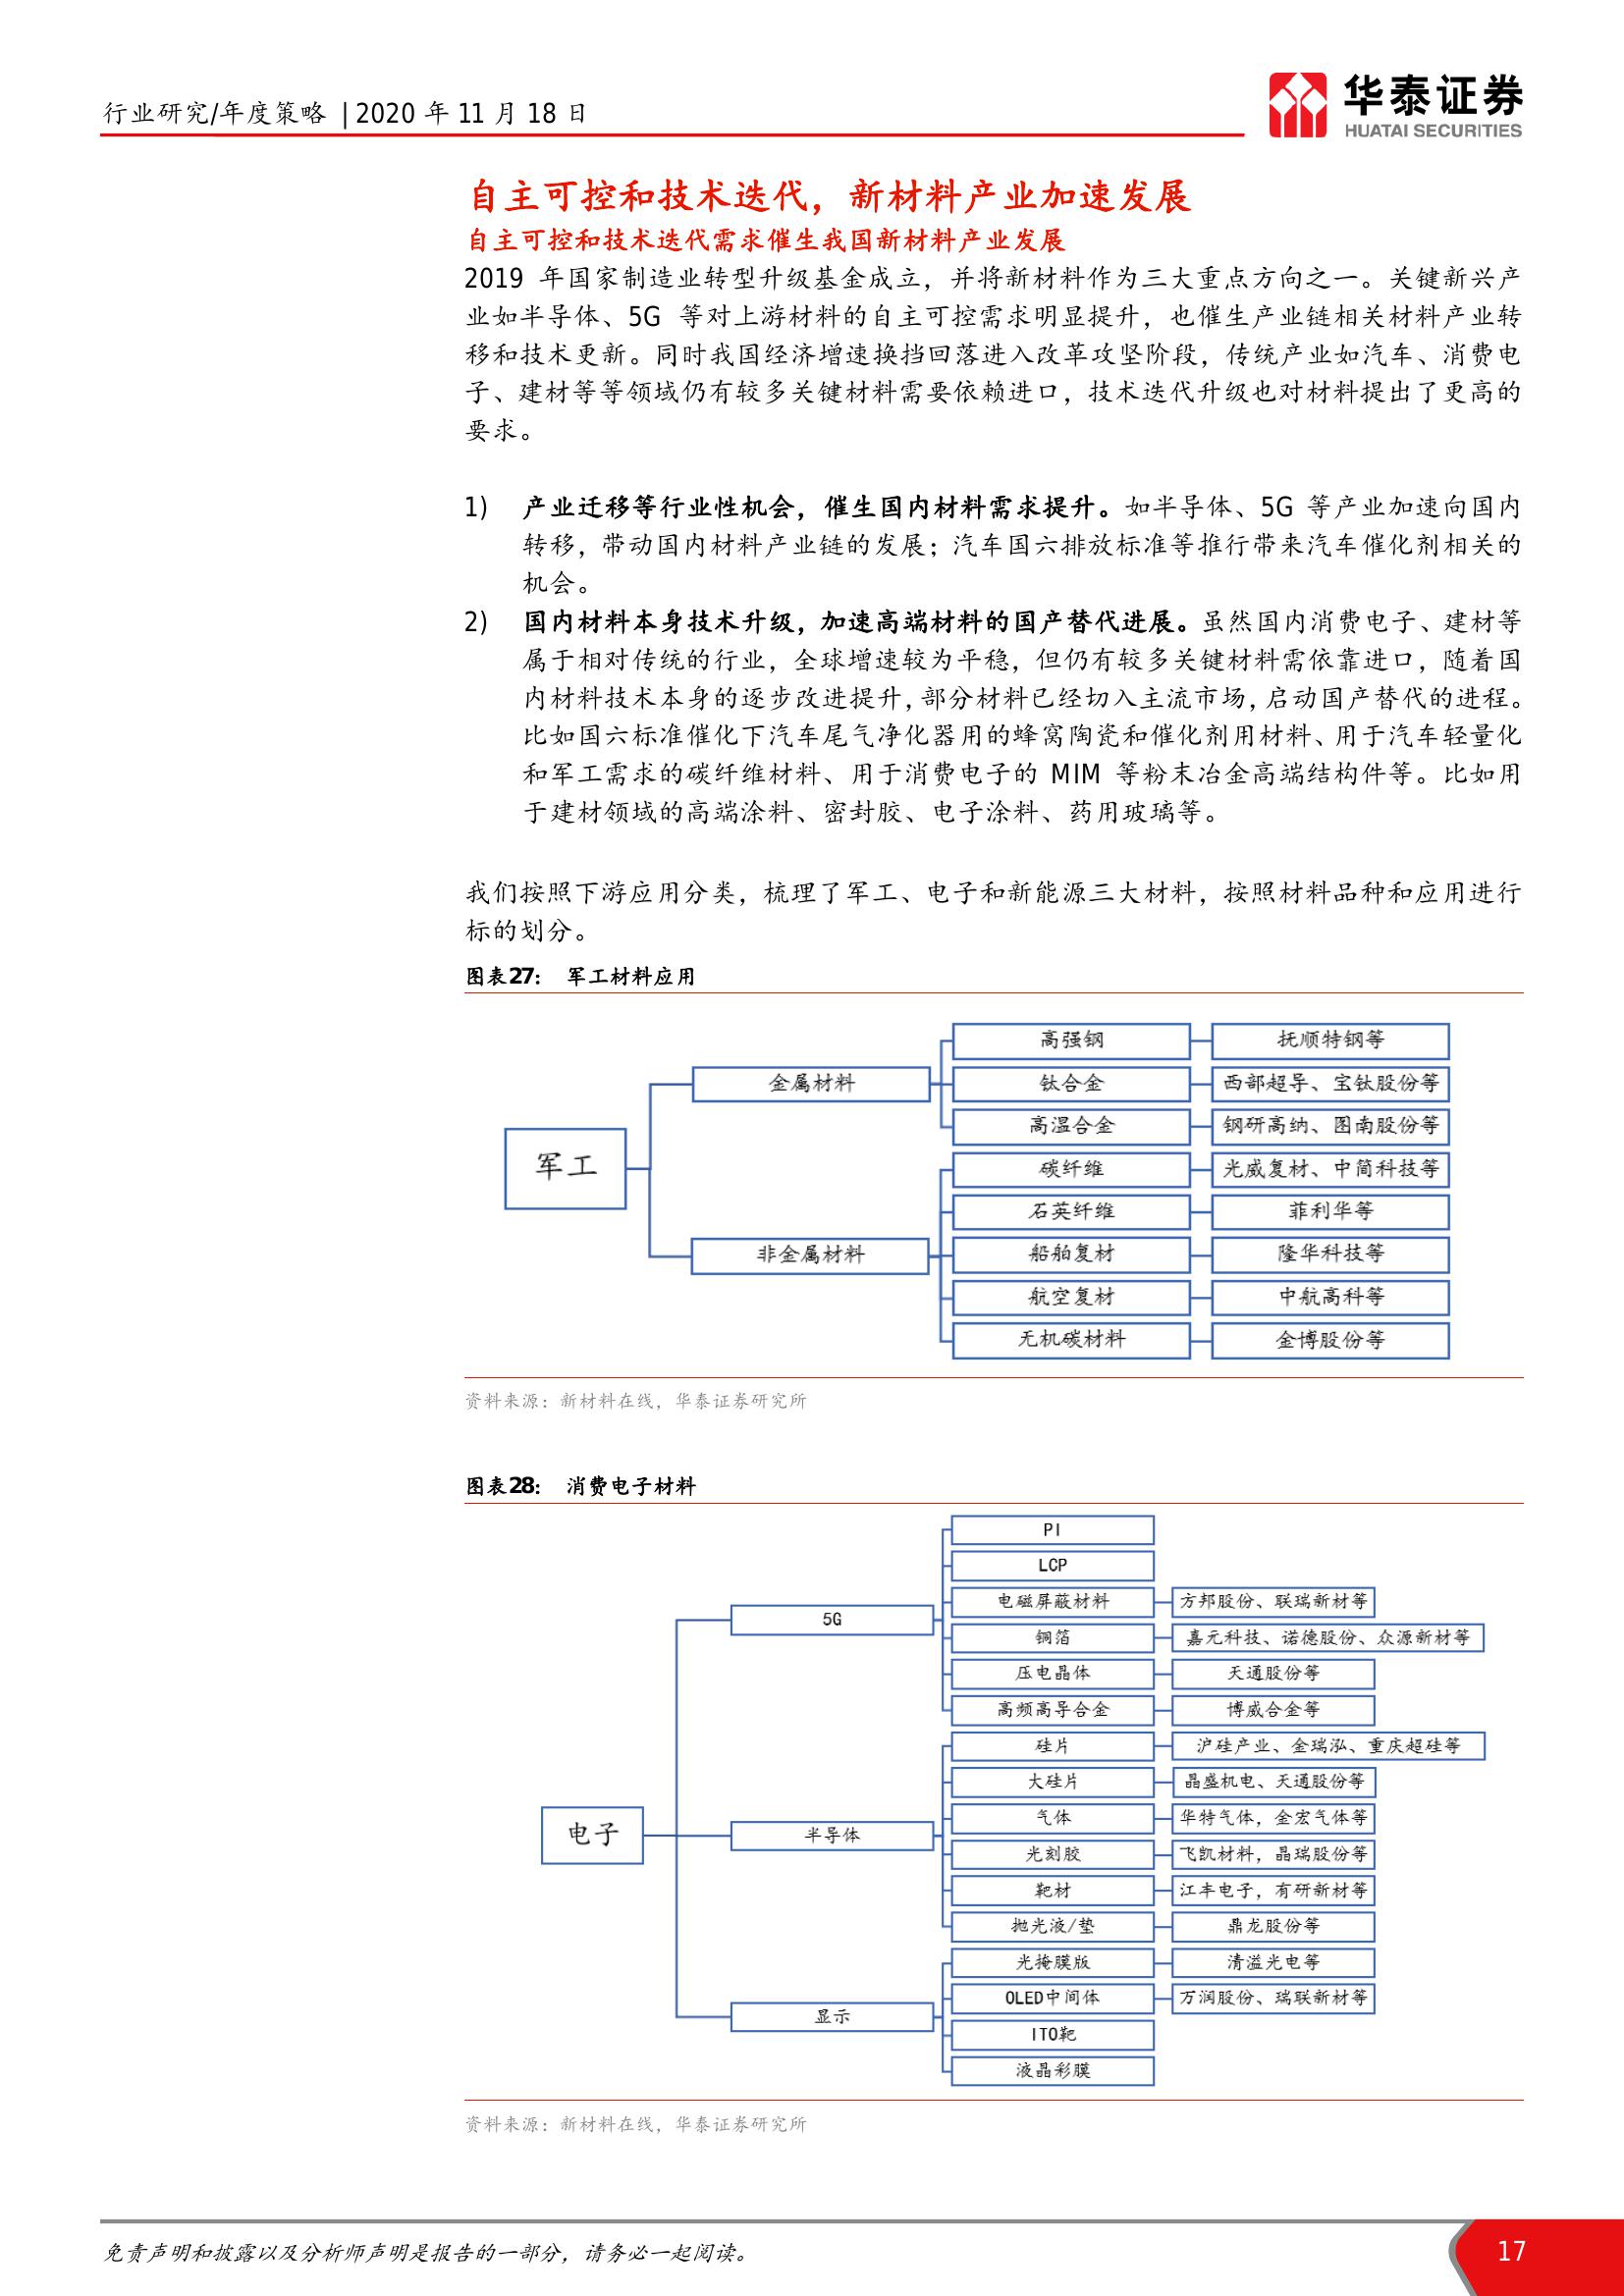 行业研究/年度策略 | 2020 年 11 月 18 日
华泰证券
HUATAI SECURITIES
自主可控和技术迭代，新材料产业加速发展
自主可控和技术迭代需求催生我国新材料产业发展
2019 年国家制造业转型升级基金成立，并将新材料作为三大重点方向之一。关键新兴产
业如半导体、5G 等对上游材料的自主可控需求明显提升，也催生产业链相关材料产业转
移和技术更新。同时我国经济增速换挡回落进入改革攻坚阶段，传统产业如汽车、消费电
子、建材等等领域仍有较多关键材料需要依赖进口，技术迭代升级也对材料提出了更高的
要求。
1) 产业迁移等行业性机会，催生国内材料需求提升。如半导体、5G 等产业加速向国内
转移，带动国内材料产业链的发展；汽车国六排放标准等推行带来汽车催化剂相关的
机会。
2) 国内材料本身技术升级，加速高端材料的国产替代进展。虽然国内消费电子、建材等
属于相对传统的行业，全球增速较为平稳，但仍有较多关键材料需依靠进口，随着国
内材料技术本身的逐步改进提升，部分材料已经切入主流市场，启动国产替代的进程。
比如国六标准催化下汽车尾气净化器用的蜂窝陶瓷和催化剂用材料、用于汽车轻量化
和军工需求的碳纤维材料、用于消费电子的 MIM 等粉末冶金高端结构件等。比如用
于建材领域的高端涂料、密封胶、电子涂料、药用玻璃等。
我们按照下游应用分类，梳理了军工、电子和新能源三大材料，按照材料品种和应用进行
标的划分。
图表27： 军工材料应用
军工
金属材料
高强钢 抚顺特钢等
钛合金 西部超导、宝钛股份等
高温合金 钢研高纳、图南股份等
非金属材料
碳纤维 光威复材、中简科技等
石英纤维 菲利华等
船舶复材 隆华科技等
航空复材 中航高科等
无机碳材料 金博股份等
资料来源：新材料在线，华泰证券研究所
图表28： 消费电子材料
电子
5G
PI
LCP
电磁屏蔽材料 方邦股份、联瑞新材等
铜箔 嘉元科技、诺德股份、众源新材等
压电晶体 天通股份等
高频高导合金 博威合金等
半导体
硅片 沪硅产业、金瑞泓、重庆超硅等
大硅片 晶盛机电、天通股份等
气体 华特气体，金宏气体等
光刻胶 飞凯材料，晶瑞股份等
靶材 江丰电子，有研新材等
抛光液/垫 鼎龙股份等
显示
光掩膜版 清溢光电等
OLED中间体 万润股份、瑞联新材等
ITO靶
液晶彩膜
资料来源：新材料在线，华泰证券研究所
免责声明和披露以及分析师声明是报告的一部分，请务必一起阅读。
17